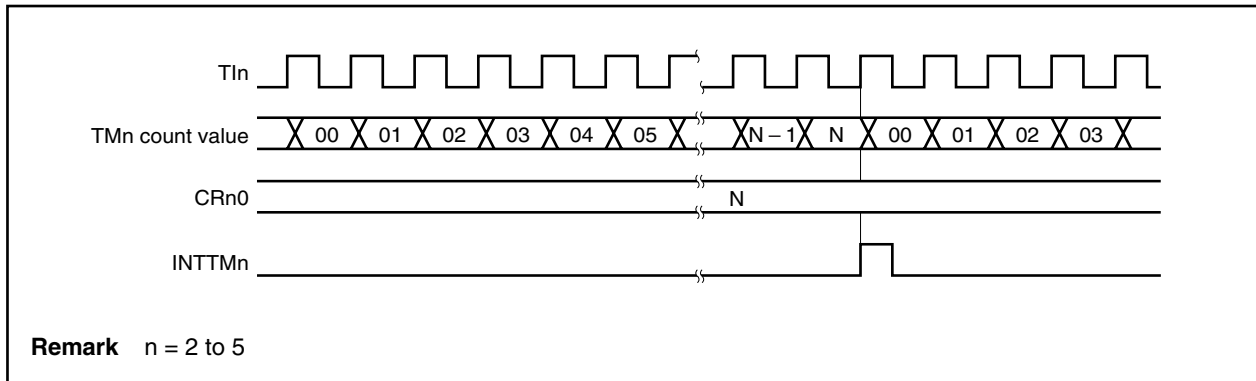 TIn
TMn count value 00 01 02 03 04 05 N – 1 N 00 01 02 03
CRn0 N
INTTMn
Remark n = 2 to 5